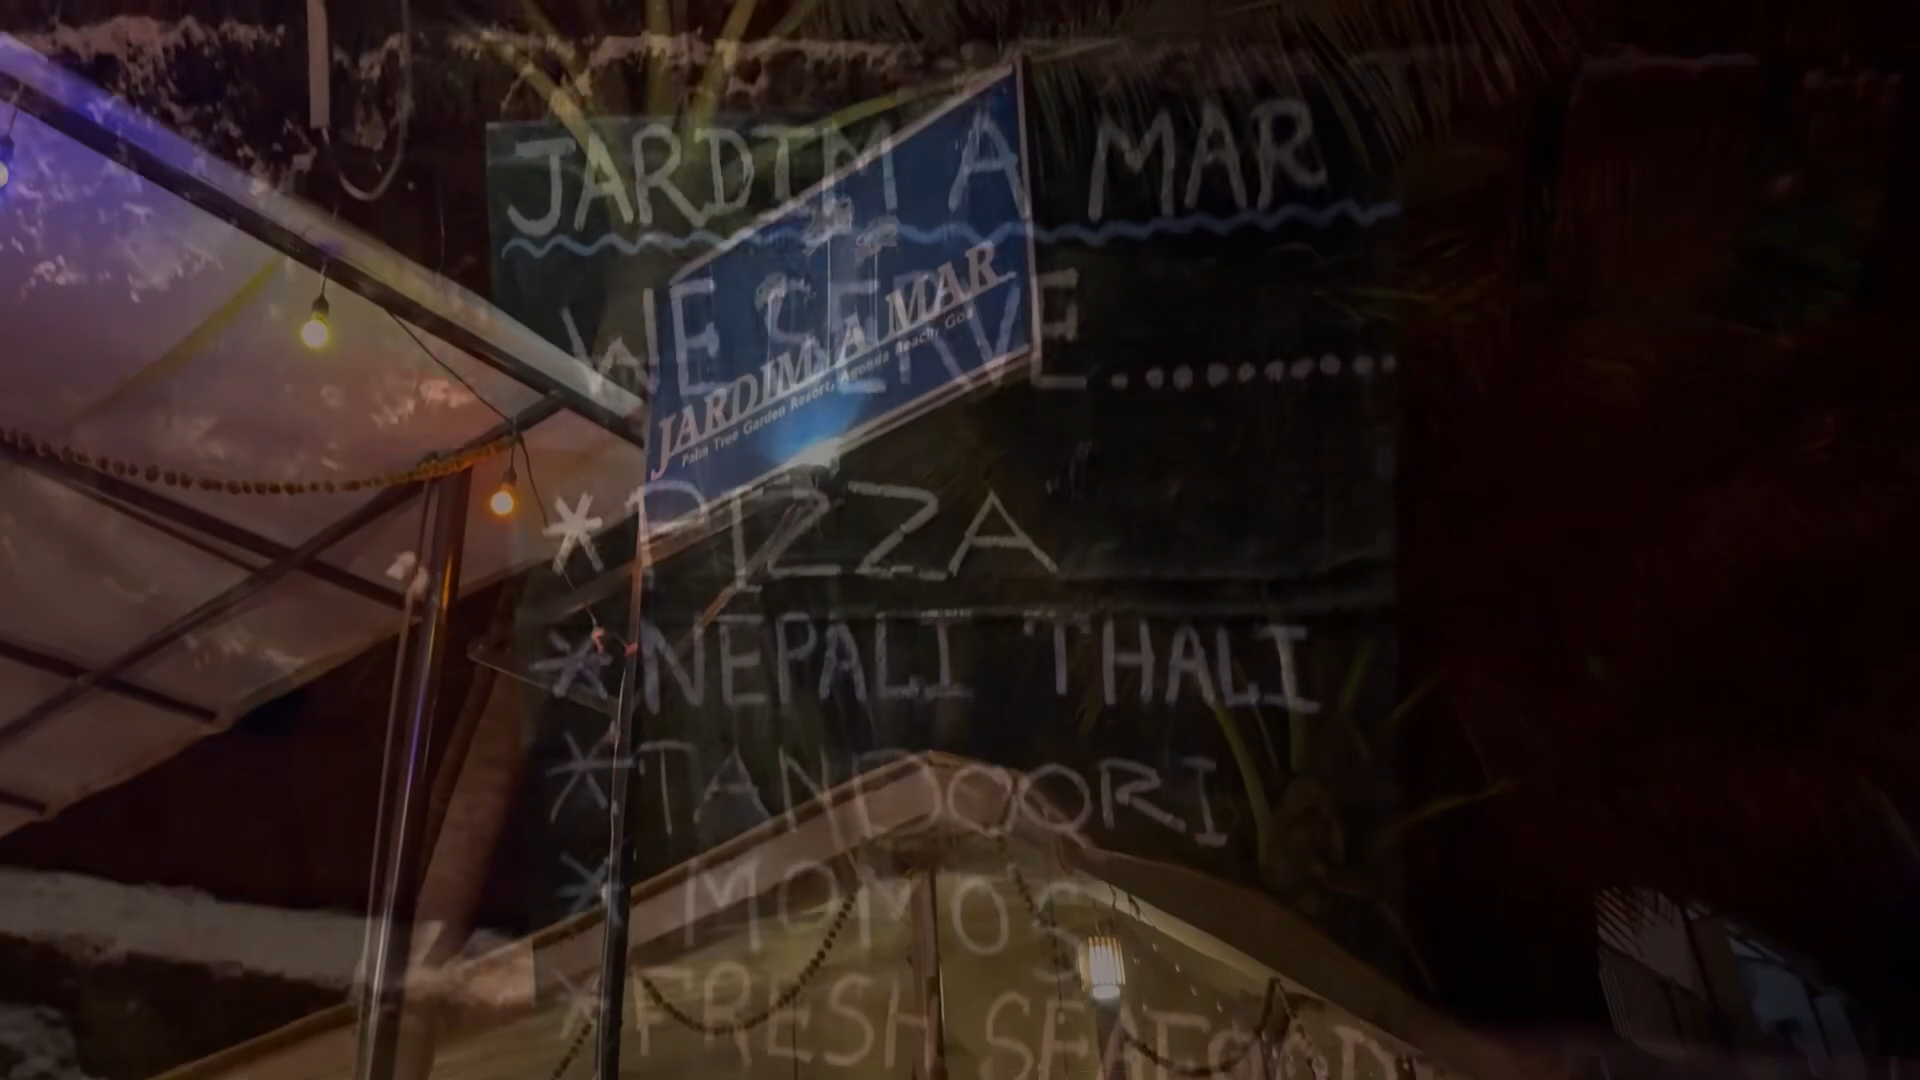 JARDIM A MAR
WE SERVE..........
JARDIM A MAR
Palm Tree Garden Resort, Agonda Beach, Goa
*PIZZA
*NEPALI THALI
*TANDOORI
*MOMO'S
*FRESH SEAFOOD